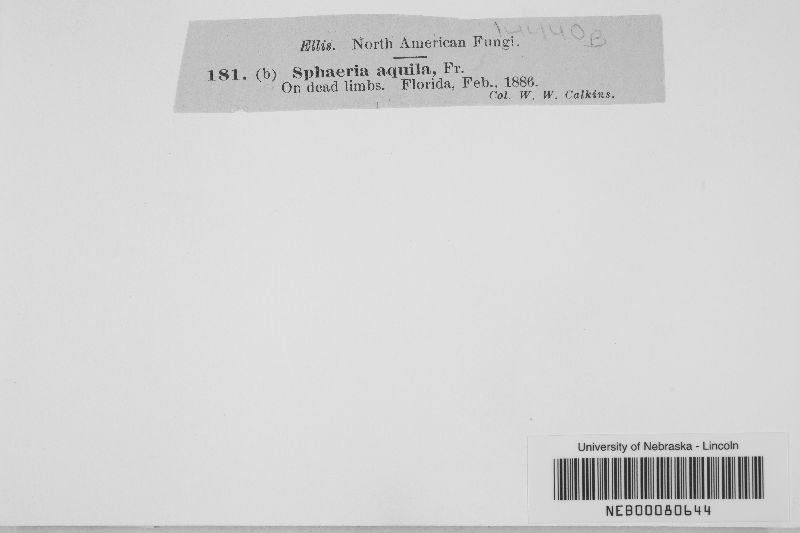 14440B
Ellis. North American Fungi.
181. (b) Sphaeria aquila, Fr.
On dead limbs. Florida, Feb., 1886.
Col. W. W. Calkins.
University of Nebraska - Lincoln
NEB00080644